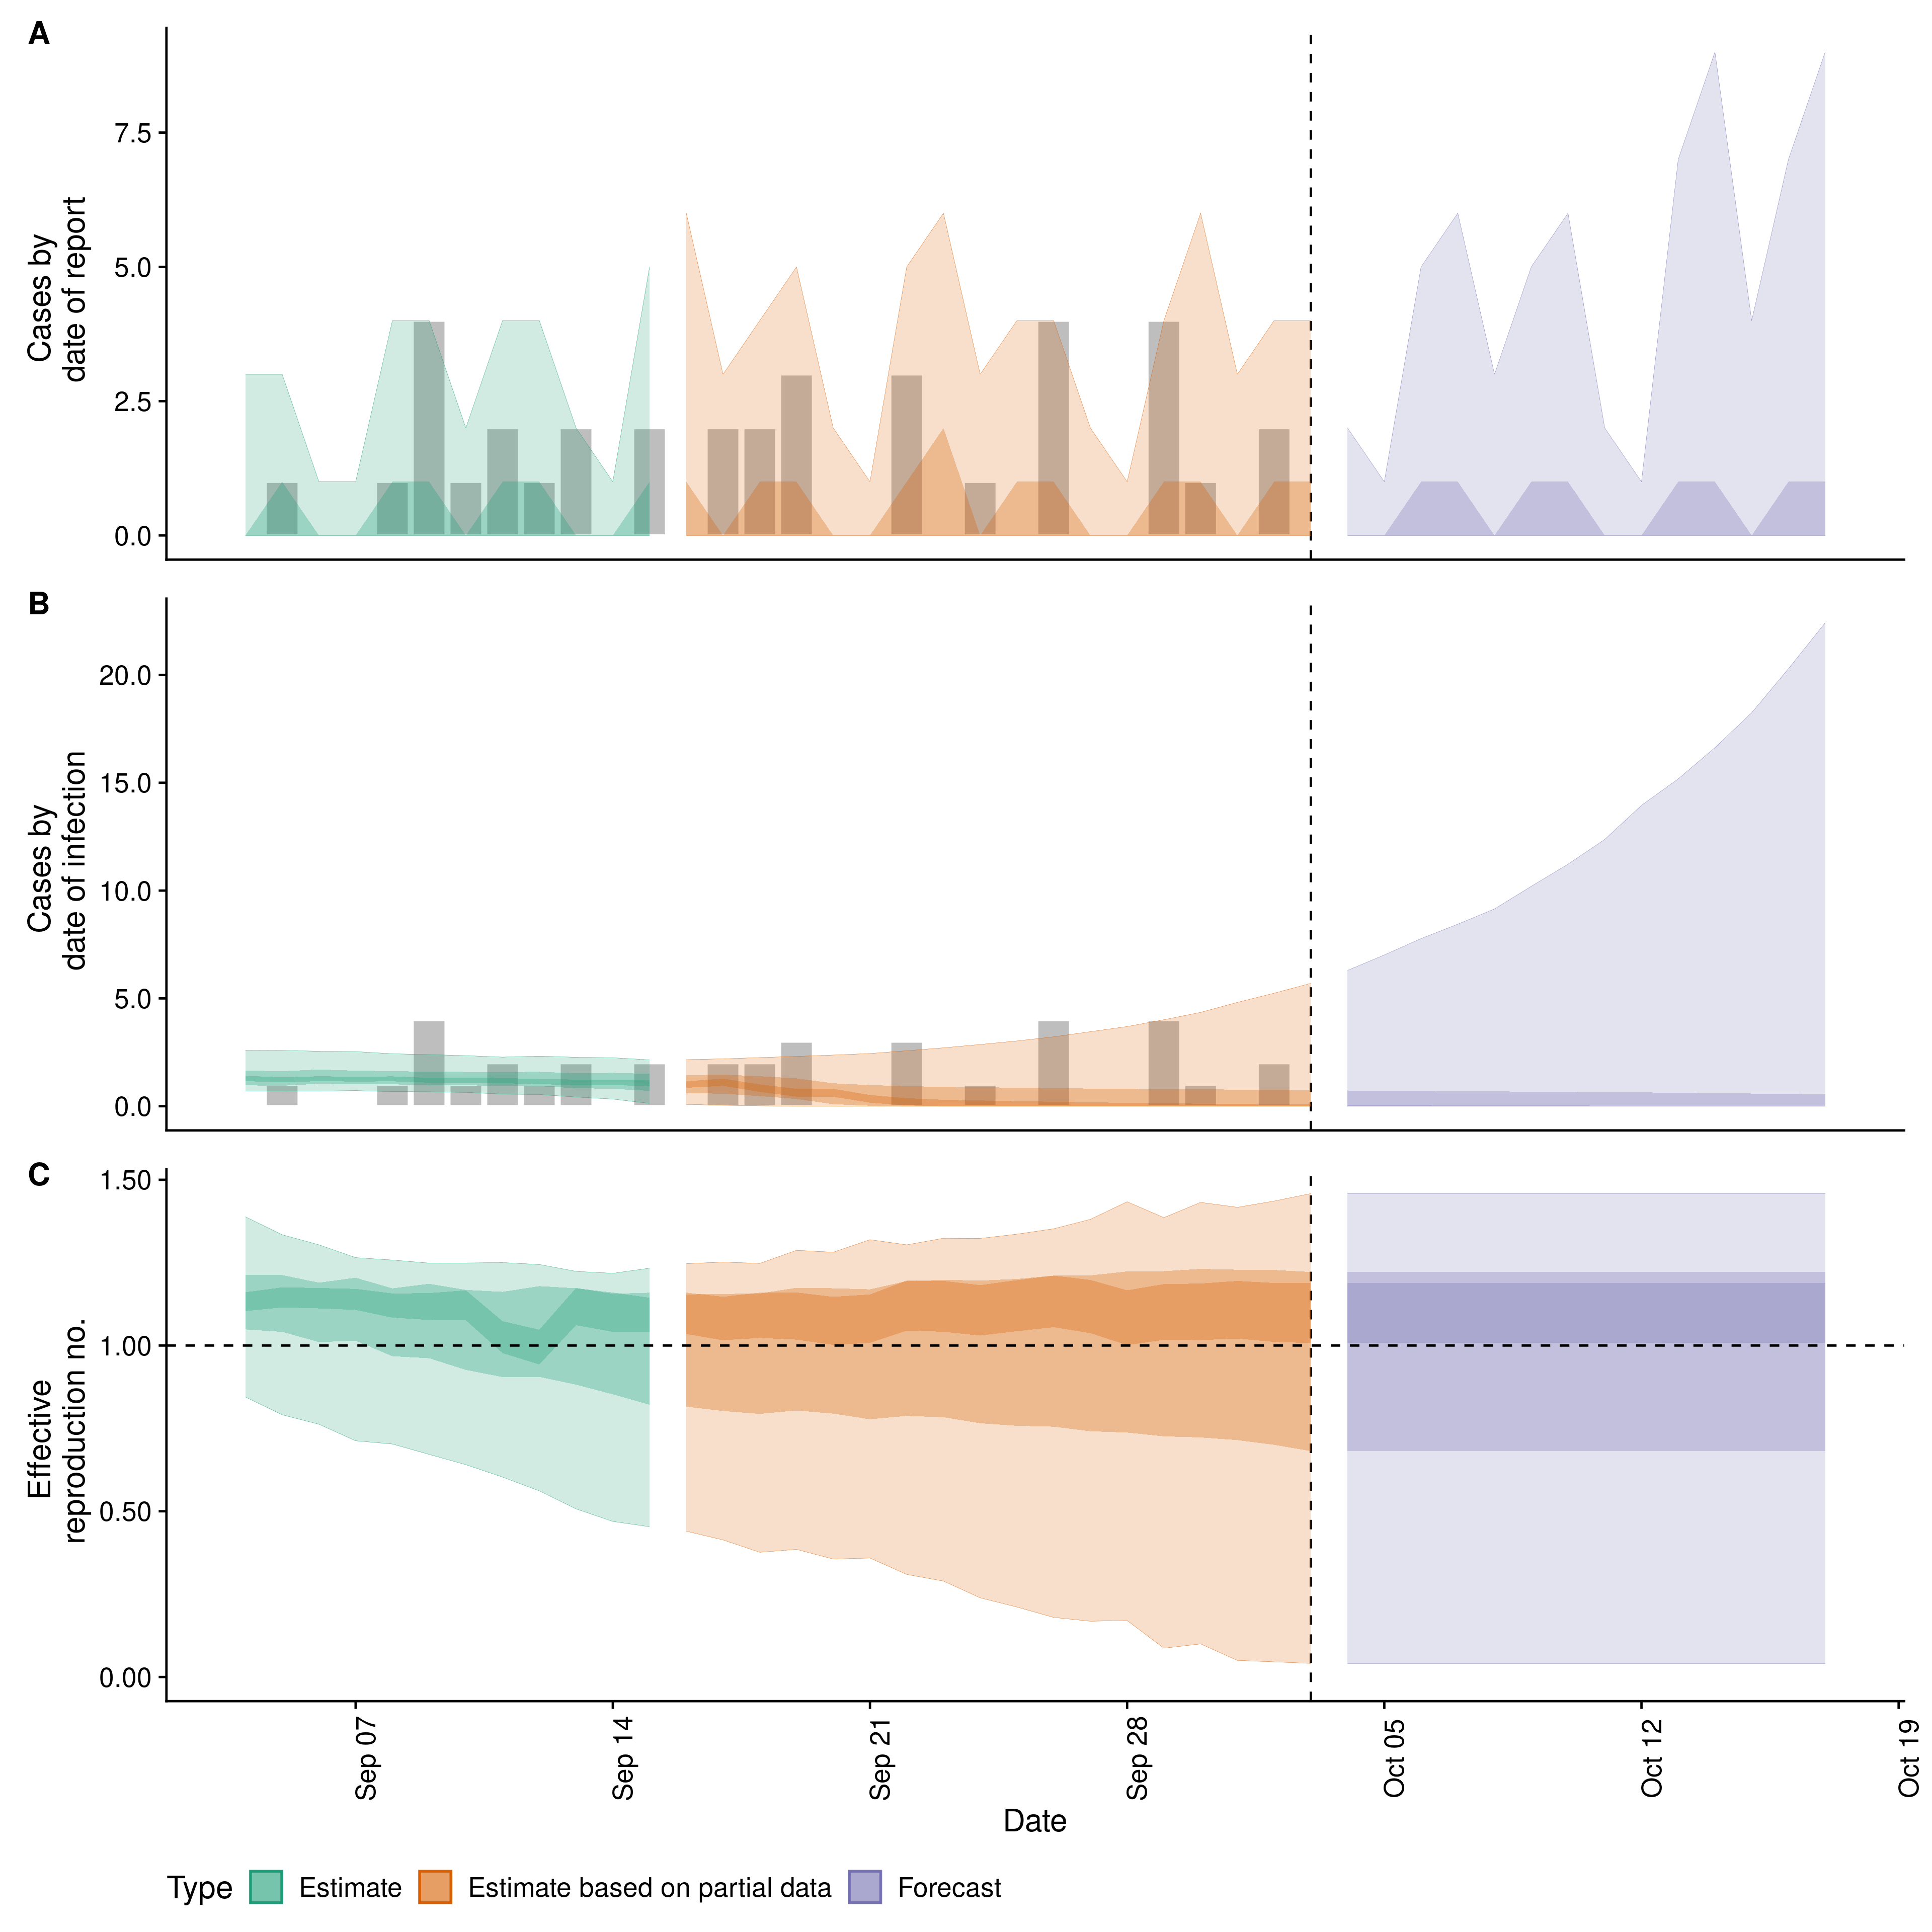 A
Cases by
date of report
7.5
5.0
2.5
0.0
B
Cases by
date of infection
20.0
15.0
10.0
5.0
0.0
C
Effective
reproduction no.
1.50
1.00
0.50
0.00
Sep 07
Sep 14
Sep 21
Sep 28
Oct 05
Oct 12
Oct 19
Date
Type Estimate Estimate based on partial data Forecast